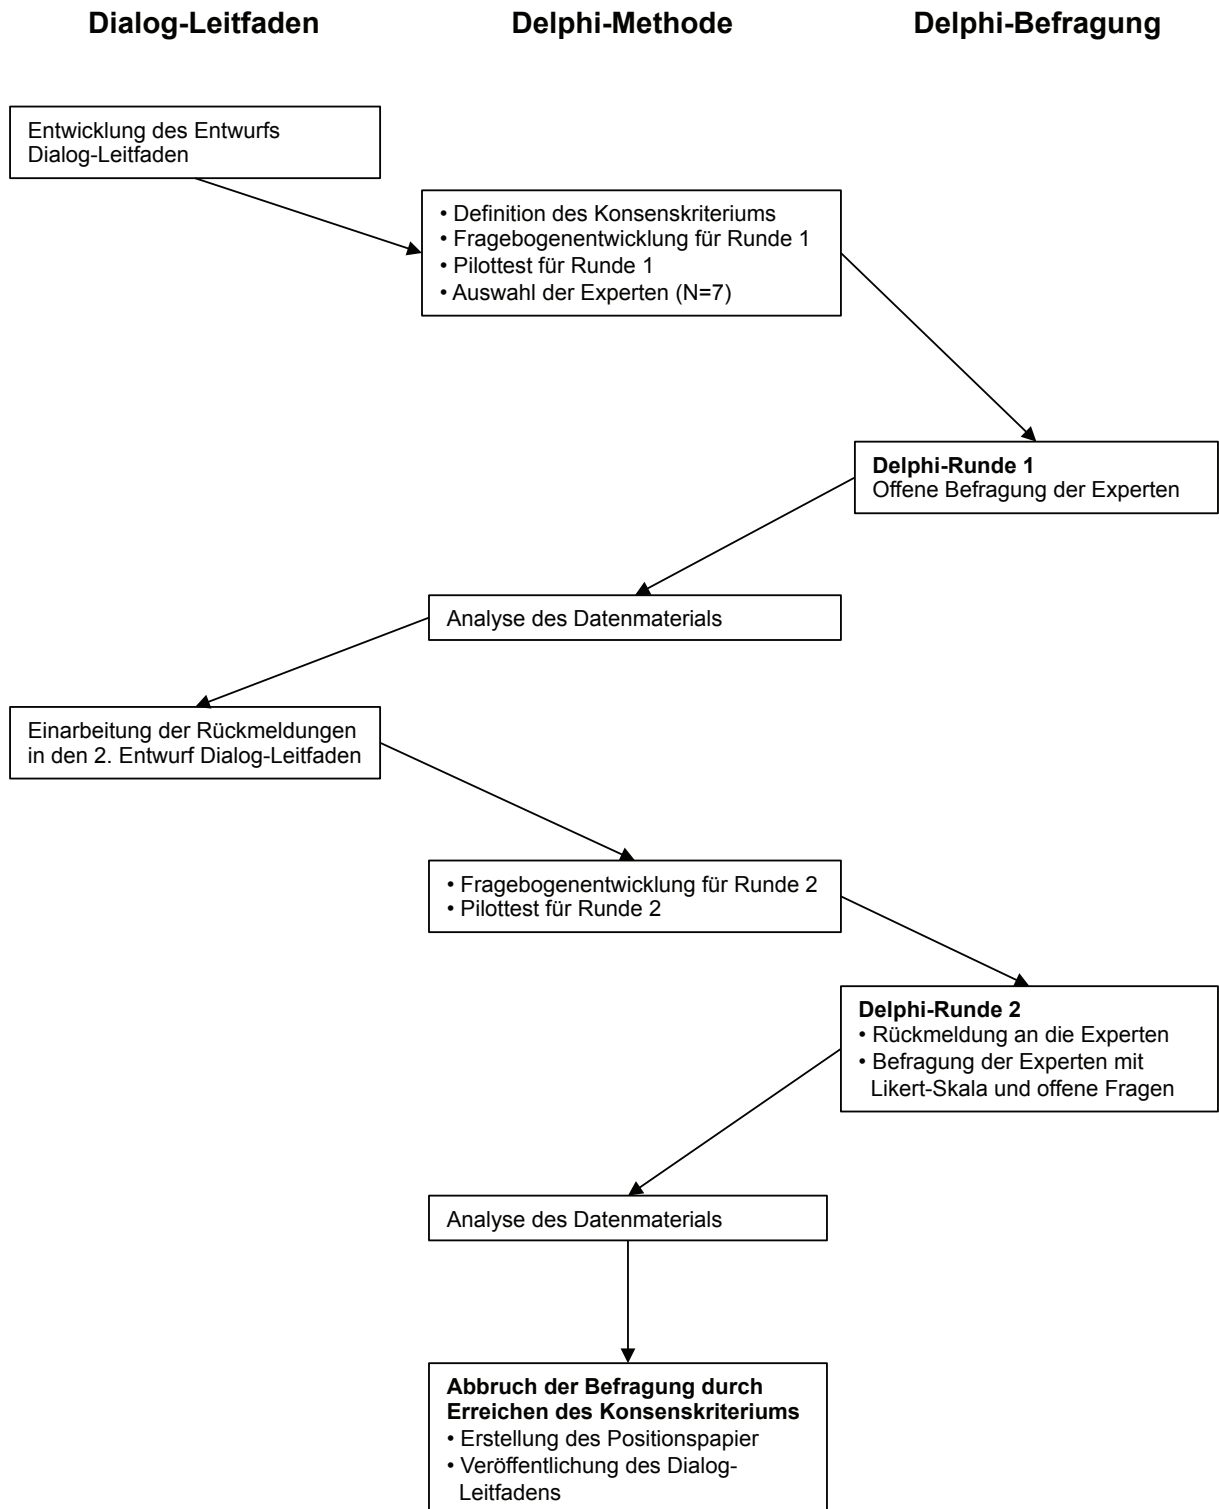 Dialog-Leitfaden
Delphi-Methode
Delphi-Befragung
Entwicklung des Entwurfs
Dialog-Leitfaden
• Definition des Konsenskriteriums
• Fragebogenentwicklung für Runde 1
• Pilottest für Runde 1
• Auswahl der Experten (N=7)
Delphi-Runde 1
Offene Befragung der Experten
Analyse des Datenmaterials
Einarbeitung der Rückmeldungen
in den 2. Entwurf Dialog-Leitfaden
• Fragebogenentwicklung für Runde 2
• Pilottest für Runde 2
Delphi-Runde 2
• Rückmeldung an die Experten
• Befragung der Experten mit
Likert-Skala und offene Fragen
Analyse des Datenmaterials
Abbruch der Befragung durch
Erreichen des Konsenskriteriums
• Erstellung des Positionspapier
• Veröffentlichung des Dialog-
Leitfadens